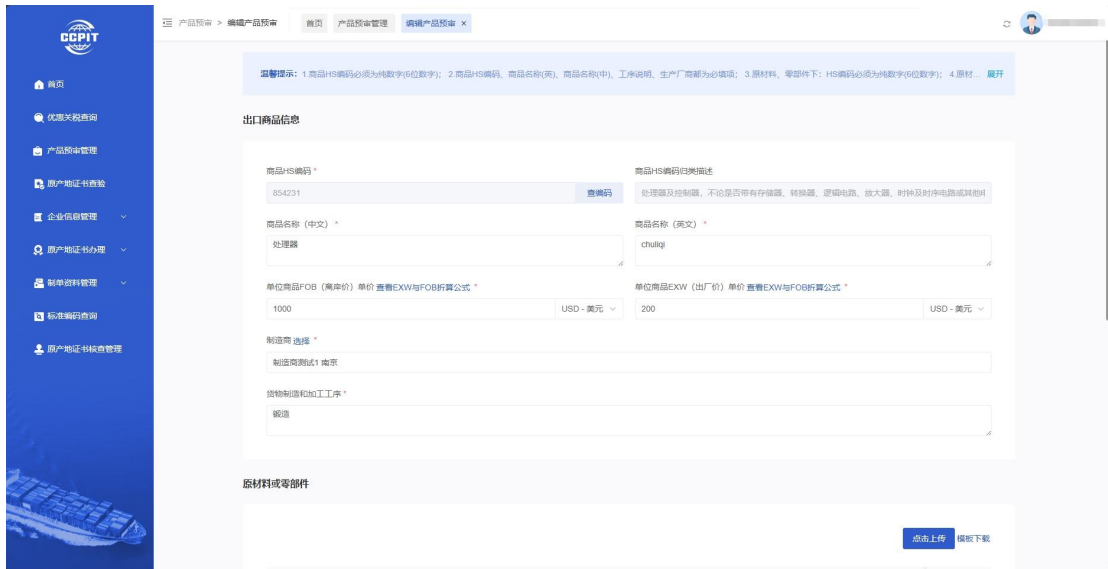 CCPIT
产品预审 > 编辑产品预审
首页 产品预审管理 编辑产品预审 ×
首页
优惠关税查询
产品预审管理
原产地证书查验
企业信息管理
原产地证书办理
制单资料管理
标准编码查询
原产地证书核查管理
温馨提示：1.商品HS编码必须为纯数字(6位数字)；2.商品HS编码、商品名称(英)、商品名称(中)、工序说明、生产厂商都为必填项；3.原材料、零部件下：HS编码必须为纯数字(6位数字)；4.原材... 展开
出口商品信息
商品HS编码 * 商品HS编码归类描述
854231 查编码 处理器及控制器，不论是否带有存储器、转换器、逻辑电路、放大器、时钟及时序电路或其他电
商品名称（中文） * 商品名称（英文） *
处理器 chuliqi
单位商品FOB（离岸价）单价 查看EXW与FOB折算公式 * 单位商品EXW（出厂价）单价 查看EXW与FOB折算公式 *
1000 USD - 美元 200 USD - 美元
制造商 选择 *
制造商测试1 南京
货物制造和加工工序 *
锻造
原材料或零部件
点击上传 模板下载